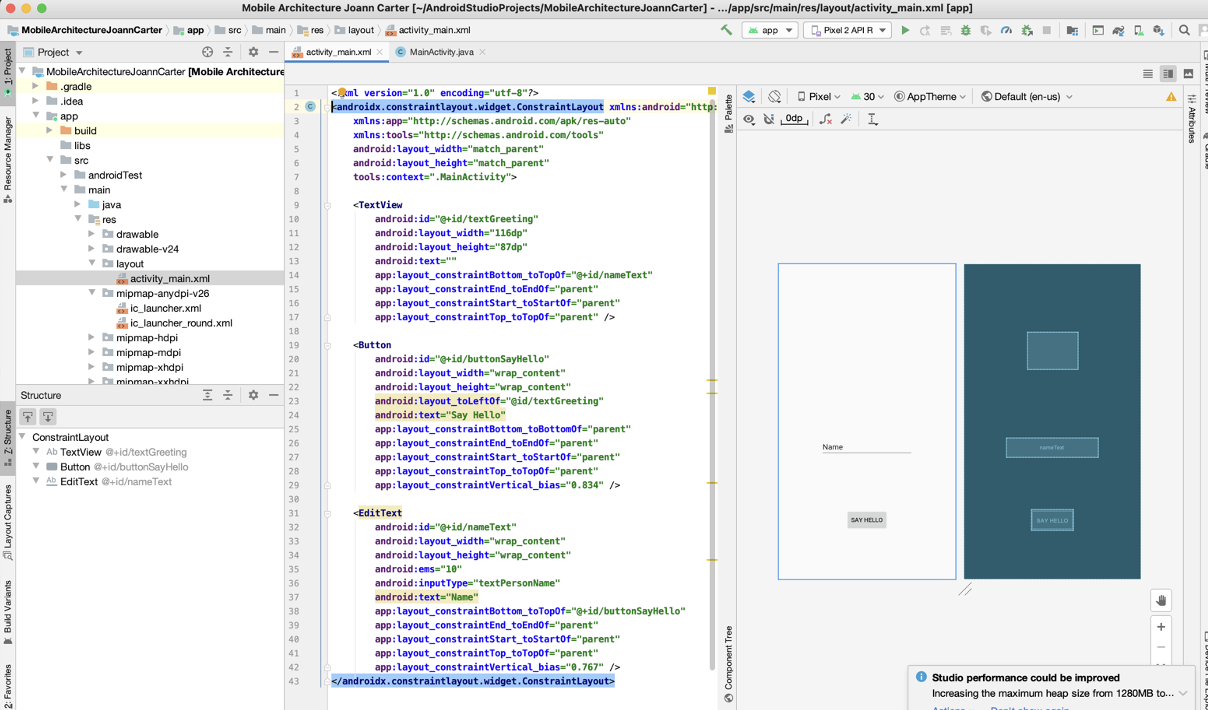 Mobile Architecture Joann Carter [~/AndroidStudioProjects/MobileArchitectureJoannCarter] - .../app/src/main/res/layout/activity_main.xml [app]
MobileArchitectureJoannCarter app src main res layout activity_main.xml
app Pixel 2 API R
Project
activity_main.xml
MainActivity.java
1: Project
Resource Manager
Z: Structure
Layout Captures
Build Variants
2: Favorites
MobileArchitectureJoannCarter [Mobile Architecture
.gradle
.idea
app
build
libs
src
androidTest
main
java
res
drawable
drawable-v24
layout
activity_main.xml
mipmap-anydpi-v26
ic_launcher.xml
ic_launcher_round.xml
mipmap-hdpi
mipmap-mdpi
mipmap-xhdpi
mipmap-xxhdpi
Structure
ConstraintLayout
Ab TextView @+id/textGreeting
Button @+id/buttonSayHello
Ab EditText @+id/nameText
1 <?xml version="1.0" encoding="utf-8"?>
2 <androidx.constraintlayout.widget.ConstraintLayout xmlns:android="http:
3 xmlns:app="http://schemas.android.com/apk/res-auto"
4 xmlns:tools="http://schemas.android.com/tools"
5 android:layout_width="match_parent"
6 android:layout_height="match_parent"
7 tools:context=".MainActivity">
8
9 <TextView
10 android:id="@+id/textGreeting"
11 android:layout_width="116dp"
12 android:layout_height="87dp"
13 android:text=""
14 app:layout_constraintBottom_toTopOf="@+id/nameText"
15 app:layout_constraintEnd_toEndOf="parent"
16 app:layout_constraintStart_toStartOf="parent"
17 app:layout_constraintTop_toTopOf="parent" />
18
19 <Button
20 android:id="@+id/buttonSayHello"
21 android:layout_width="wrap_content"
22 android:layout_height="wrap_content"
23 android:layout_toLeftOf="@id/textGreeting"
24 android:text="Say Hello"
25 app:layout_constraintBottom_toBottomOf="parent"
26 app:layout_constraintEnd_toEndOf="parent"
27 app:layout_constraintStart_toStartOf="parent"
28 app:layout_constraintTop_toTopOf="parent"
29 app:layout_constraintVertical_bias="0.834" />
30
31 <EditText
32 android:id="@+id/nameText"
33 android:layout_width="wrap_content"
34 android:layout_height="wrap_content"
35 android:ems="10"
36 android:inputType="textPersonName"
37 android:text="Name"
38 app:layout_constraintBottom_toTopOf="@+id/buttonSayHello"
39 app:layout_constraintEnd_toEndOf="parent"
40 app:layout_constraintStart_toStartOf="parent"
41 app:layout_constraintTop_toTopOf="parent"
42 app:layout_constraintVertical_bias="0.767" />
43 </androidx.constraintlayout.widget.ConstraintLayout>
Palette
Component Tree
Pixel 30 AppTheme Default (en-us)
0dp
Attributes
Name
SAY HELLO
nameText
SAY HELLO
Studio performance could be improved
Increasing the maximum heap size from 1280MB to...